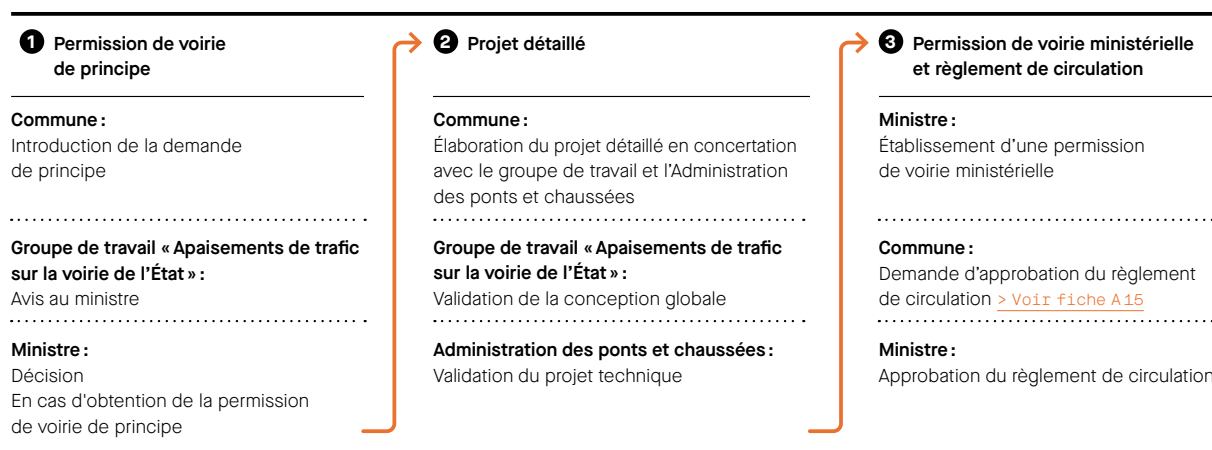 1 Permission de voirie
de principe
Commune :
Introduction de la demande
de principe
Groupe de travail « Apaisements de trafic
sur la voirie de l’État » :
Avis au ministre
Ministre :
Décision
En cas d'obtention de la permission
de voirie de principe
2 Projet détaillé
Commune :
Élaboration du projet détaillé en concertation
avec le groupe de travail et l’Administration
des ponts et chaussées
Groupe de travail « Apaisements de trafic
sur la voirie de l’État » :
Validation de la conception globale
Administration des ponts et chaussées :
Validation du projet technique
3 Permission de voirie ministérielle
et règlement de circulation
Ministre :
Établissement d’une permission
de voirie ministérielle
Commune :
Demande d’approbation du règlement
de circulation > Voir fiche A 15
Ministre :
Approbation du règlement de circulation